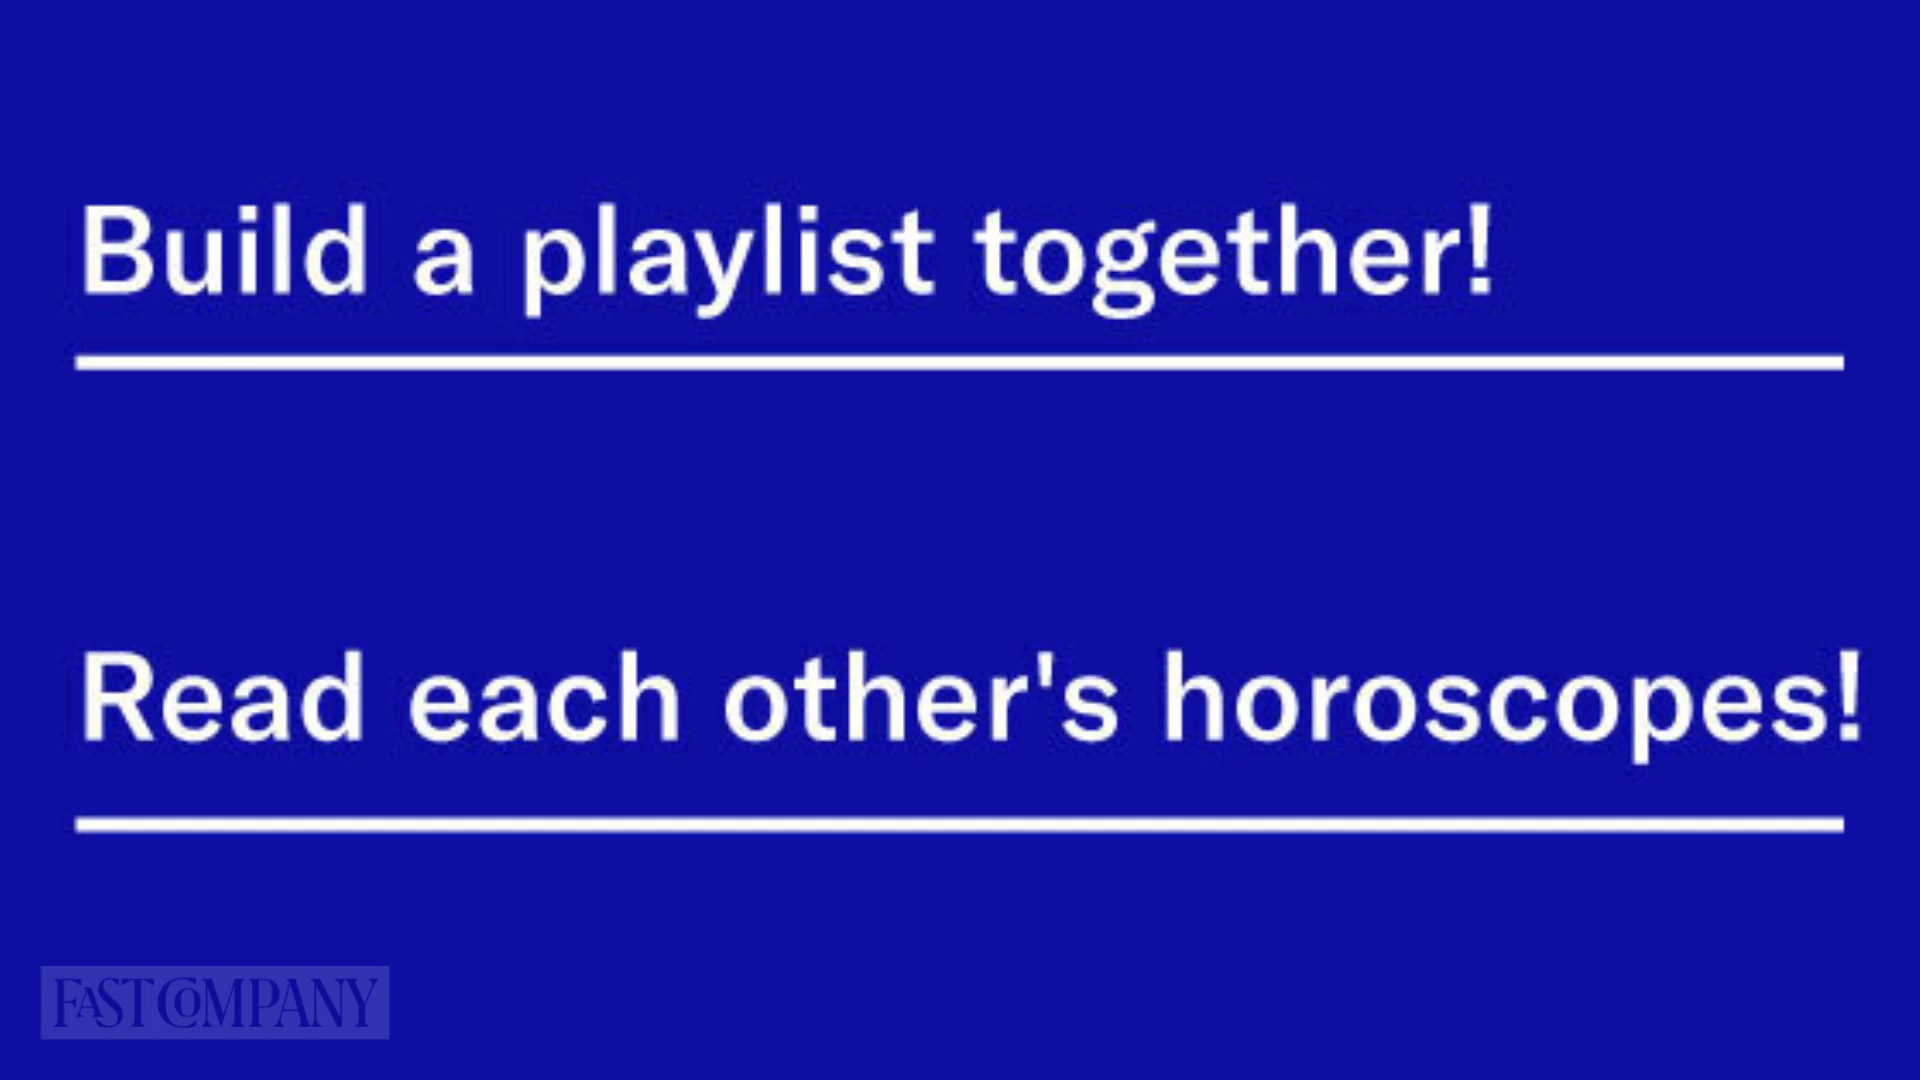 Build a playlist together!
Read each other's horoscopes!
FAST COMPANY